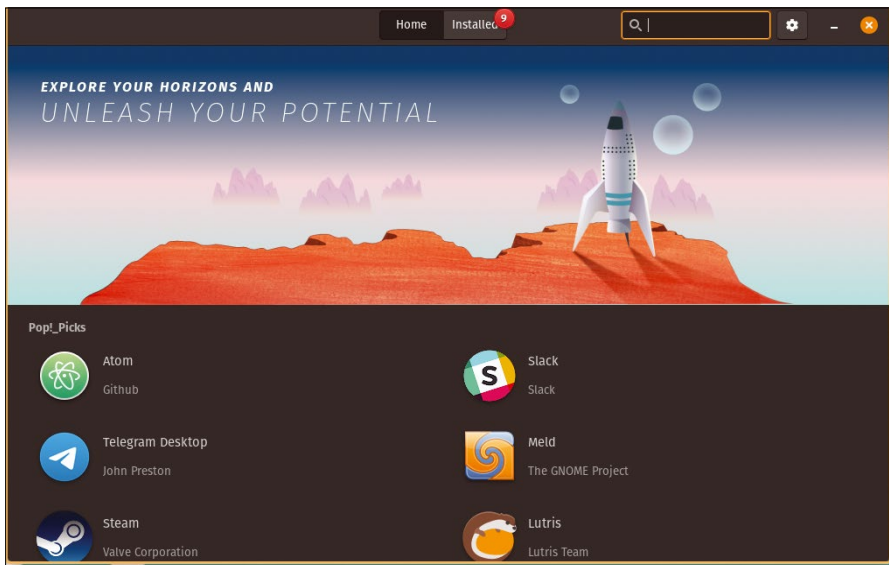 Home
Installed
9
EXPLORE YOUR HORIZONS AND
UNLEASH YOUR POTENTIAL
Pop!_Picks
Atom
Github
Slack
S
Slack
Telegram Desktop
John Preston
Meld
The GNOME Project
Steam
Valve Corporation
Lutris
Lutris Team